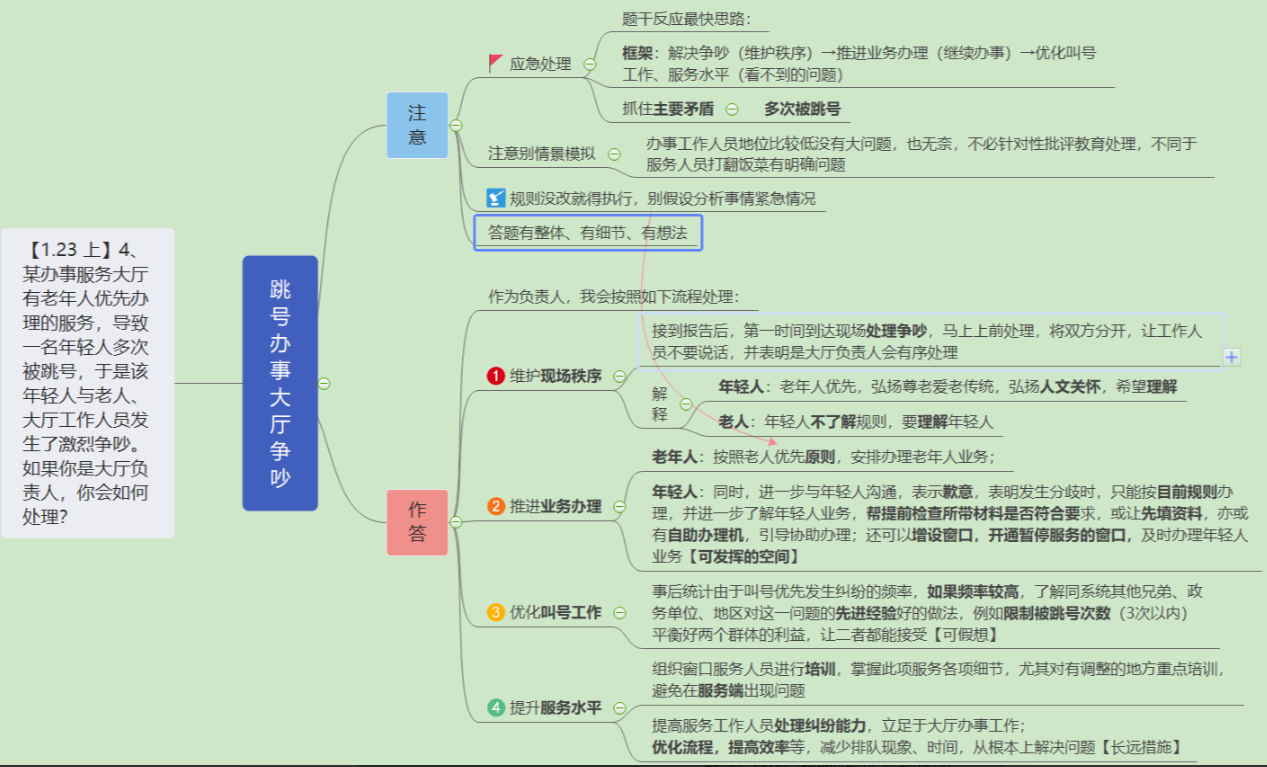 【1.23 上】4、
某办事服务大厅
有老年人优先办
理的服务，导致
一名年轻人多次
被跳号，于是该
年轻人与老人、
大厅工作人员发
生了激烈争吵。
如果你是大厅负
责人，你会如何
处理？
跳
号
办
事
大
厅
争
吵
注
意
应急处理
题干反应最快思路：
框架：解决争吵（维护秩序）→推进业务办理（继续办事）→优化叫号
工作、服务水平（看不到的问题）
抓住主要矛盾
多次被跳号
注意别情景模拟
办事工作人员地位比较低没有大问题，也无奈，不必针对性批评教育处理，不同于
服务人员打翻饭菜有明确问题
规则没改就得执行，别假设分析事情紧急情况
答题有整体、有细节、有想法
作
答
作为负责人，我会按照如下流程处理：
1 维护现场秩序
接到报告后，第一时间到达现场处理争吵，马上上前处理，将双方分开，让工作人
员不要说话，并表明是大厅负责人会有序处理
解
释
年轻人：老年人优先，弘扬尊老爱老传统，弘扬人文关怀，希望理解
老人：年轻人不了解规则，要理解年轻人
2 推进业务办理
老年人：按照老人优先原则，安排办理老年人业务；
年轻人：同时，进一步与年轻人沟通，表示歉意，表明发生分歧时，只能按目前规则办
理，并进一步了解年轻人业务，帮提前检查所带材料是否符合要求，或让先填资料，亦或
有自助办理机，引导协助办理；还可以增设窗口，开通暂停服务的窗口，及时办理年轻人
业务【可发挥的空间】
3 优化叫号工作
事后统计由于叫号优先发生纠纷的频率，如果频率较高，了解同系统其他兄弟、政
务单位、地区对这一问题的先进经验好的做法，例如限制被跳号次数（3次以内）
平衡好两个群体的利益，让二者都能接受【可假想】
4 提升服务水平
组织窗口服务人员进行培训，掌握此项服务各项细节，尤其对有调整的地方重点培训，
避免在服务端出现问题
提高服务工作人员处理纠纷能力，立足于大厅办事工作；
优化流程，提高效率等，减少排队现象、时间，从根本上解决问题【长远措施】